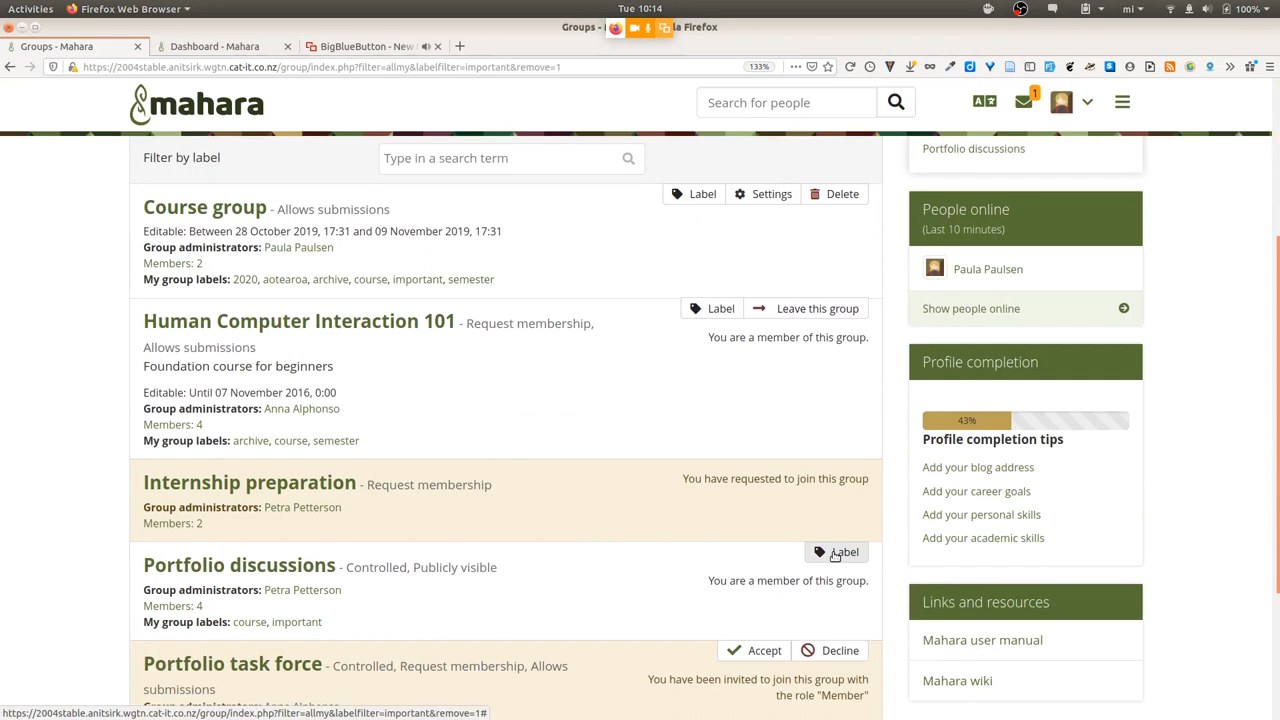 Activities
Firefox Web Browser
Tue 10:14
mi
100%
Groups - la Firefox
Groups - Mahara
Dashboard - Mahara
BigBlueButton - New
https://2004stable.anitsirk.wgtn.cat-it.co.nz/group/index.php?filter=allmy&labelfilter=important&remove=1
133%
mahara
Search for people
1
Filter by label
Type in a search term
Portfolio discussions
Label
Settings
Delete
Course group - Allows submissions
Editable: Between 28 October 2019, 17:31 and 09 November 2019, 17:31
Group administrators: Paula Paulsen
Members: 2
My group labels: 2020, aotearoa, archive, course, important, semester
Label
Leave this group
Human Computer Interaction 101 - Request membership,
Allows submissions
You are a member of this group.
Foundation course for beginners
Editable: Until 07 November 2016, 0:00
Group administrators: Anna Alphonso
Members: 4
My group labels: archive, course, semester
Internship preparation - Request membership
You have requested to join this group
Group administrators: Petra Petterson
Members: 2
Label
Portfolio discussions - Controlled, Publicly visible
You are a member of this group.
Group administrators: Petra Petterson
Members: 4
My group labels: course, important
Accept
Decline
Portfolio task force - Controlled, Request membership, Allows
submissions
You have been invited to join this group with
the role "Member"
People online
(Last 10 minutes)
Paula Paulsen
Show people online
Profile completion
43%
Profile completion tips
Add your blog address
Add your career goals
Add your personal skills
Add your academic skills
Links and resources
Mahara user manual
Mahara wiki
https://2004stable.anitsirk.wgtn.cat-it.co.nz/group/index.php?filter=allmy&labelfilter=important&remove=1#